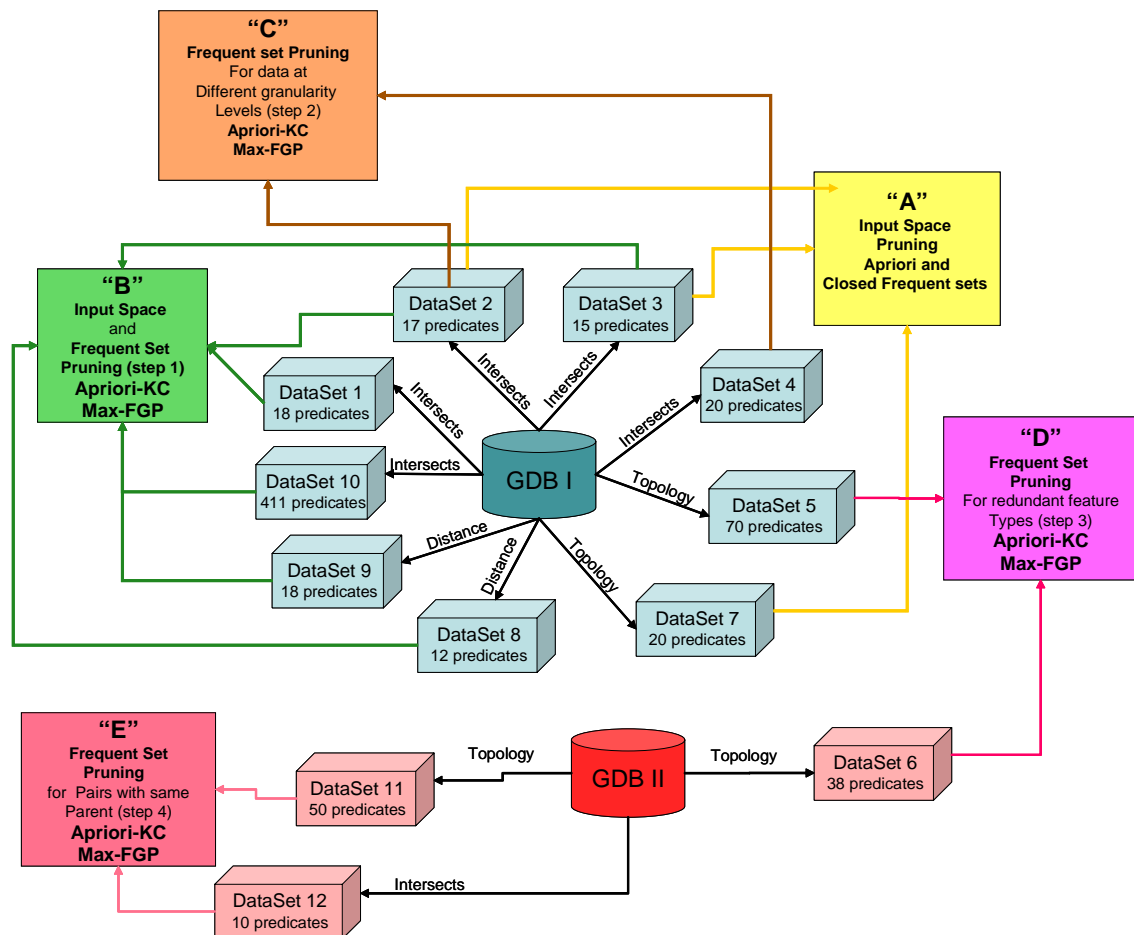 “C”
Frequent set Pruning
For data at
Different granularity
Levels (step 2)
Apriori-KC
Max-FGP
“A”
Input Space
Pruning
Apriori and
Closed Frequent sets
“B”
Input Space
and
Frequent Set
Pruning (step 1)
Apriori-KC
Max-FGP
DataSet 2
17 predicates
DataSet 3
15 predicates
DataSet 1
18 predicates
DataSet 4
20 predicates
Intersects
Intersects
Intersects
Intersects
Intersects
GDB I
DataSet 10
411 predicates
Topology
DataSet 5
70 predicates
“D”
Frequent Set
Pruning
For redundant feature
Types (step 3)
Apriori-KC
Max-FGP
Distance
Distance
Topology
DataSet 9
18 predicates
DataSet 8
12 predicates
DataSet 7
20 predicates
“E”
Frequent Set
Pruning
for Pairs with same
Parent (step 4)
Apriori-KC
Max-FGP
Topology
GDB II
Topology
DataSet 6
38 predicates
DataSet 11
50 predicates
Intersects
DataSet 12
10 predicates